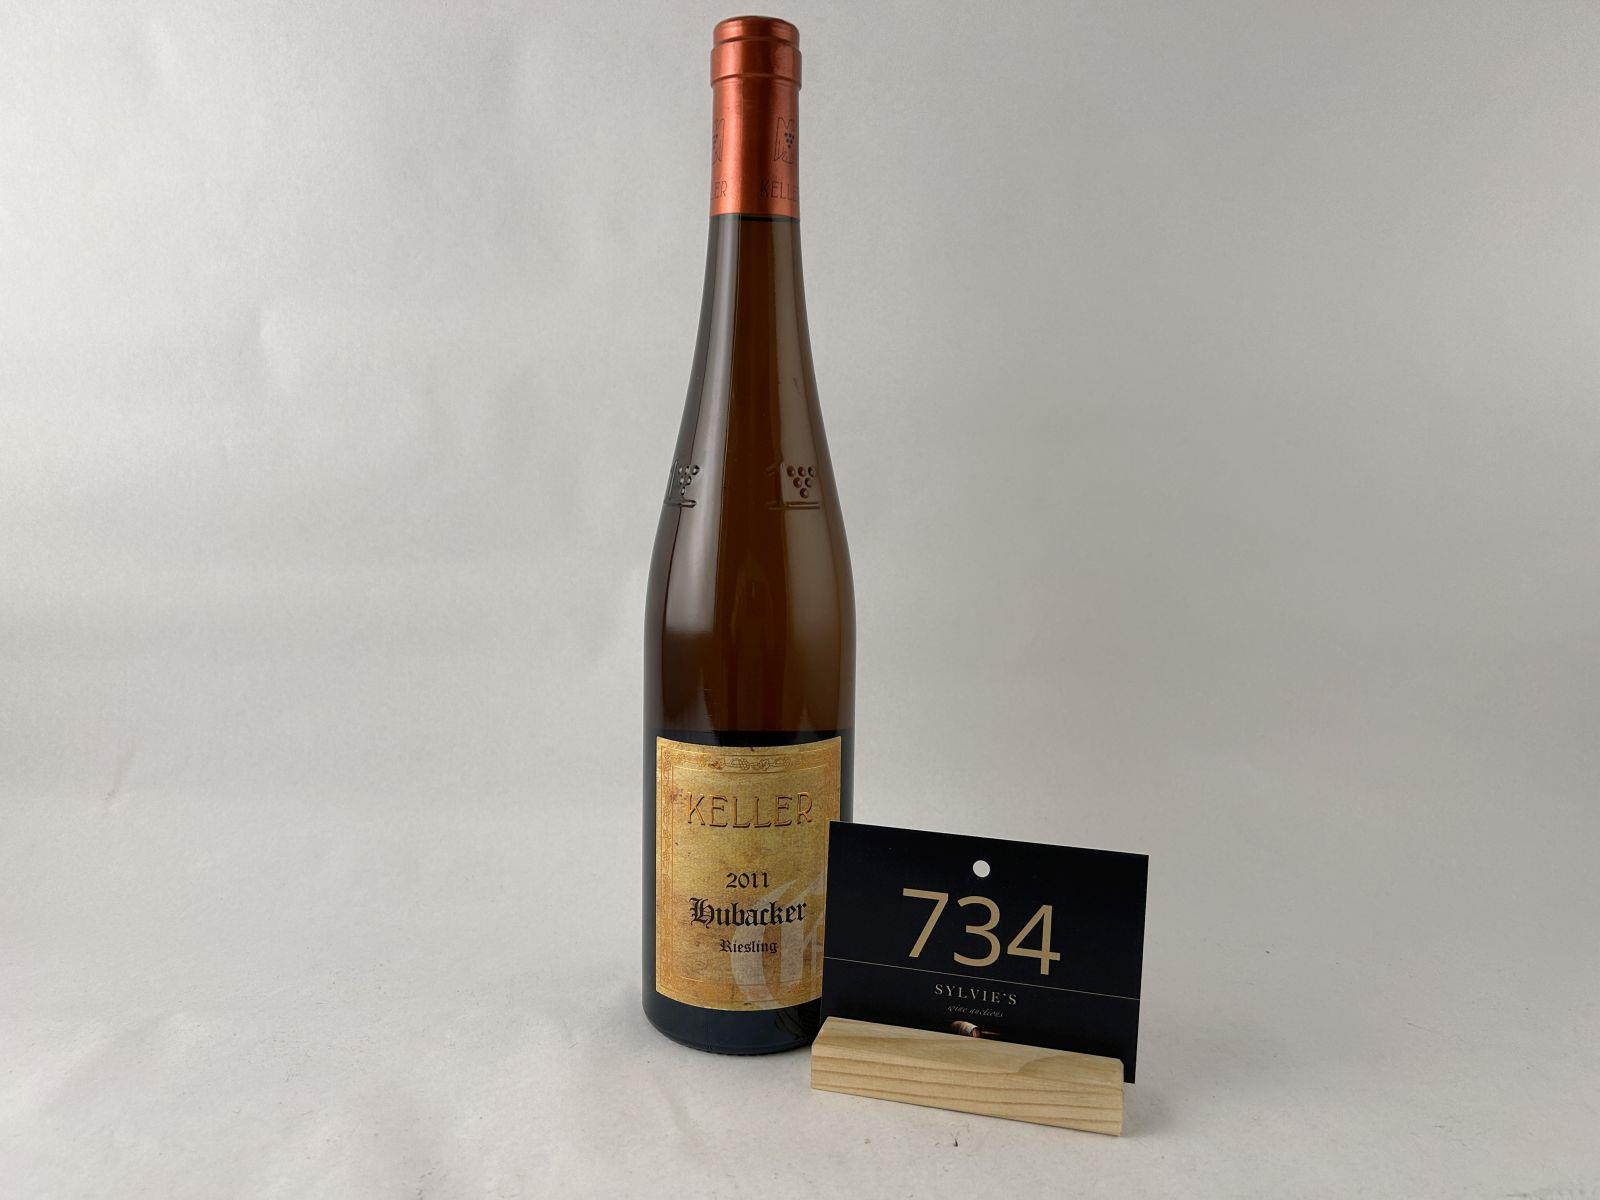 KELLER
KELLER
2011
Hubacker
Riesling
734
SYLVIE'S
wine auctions